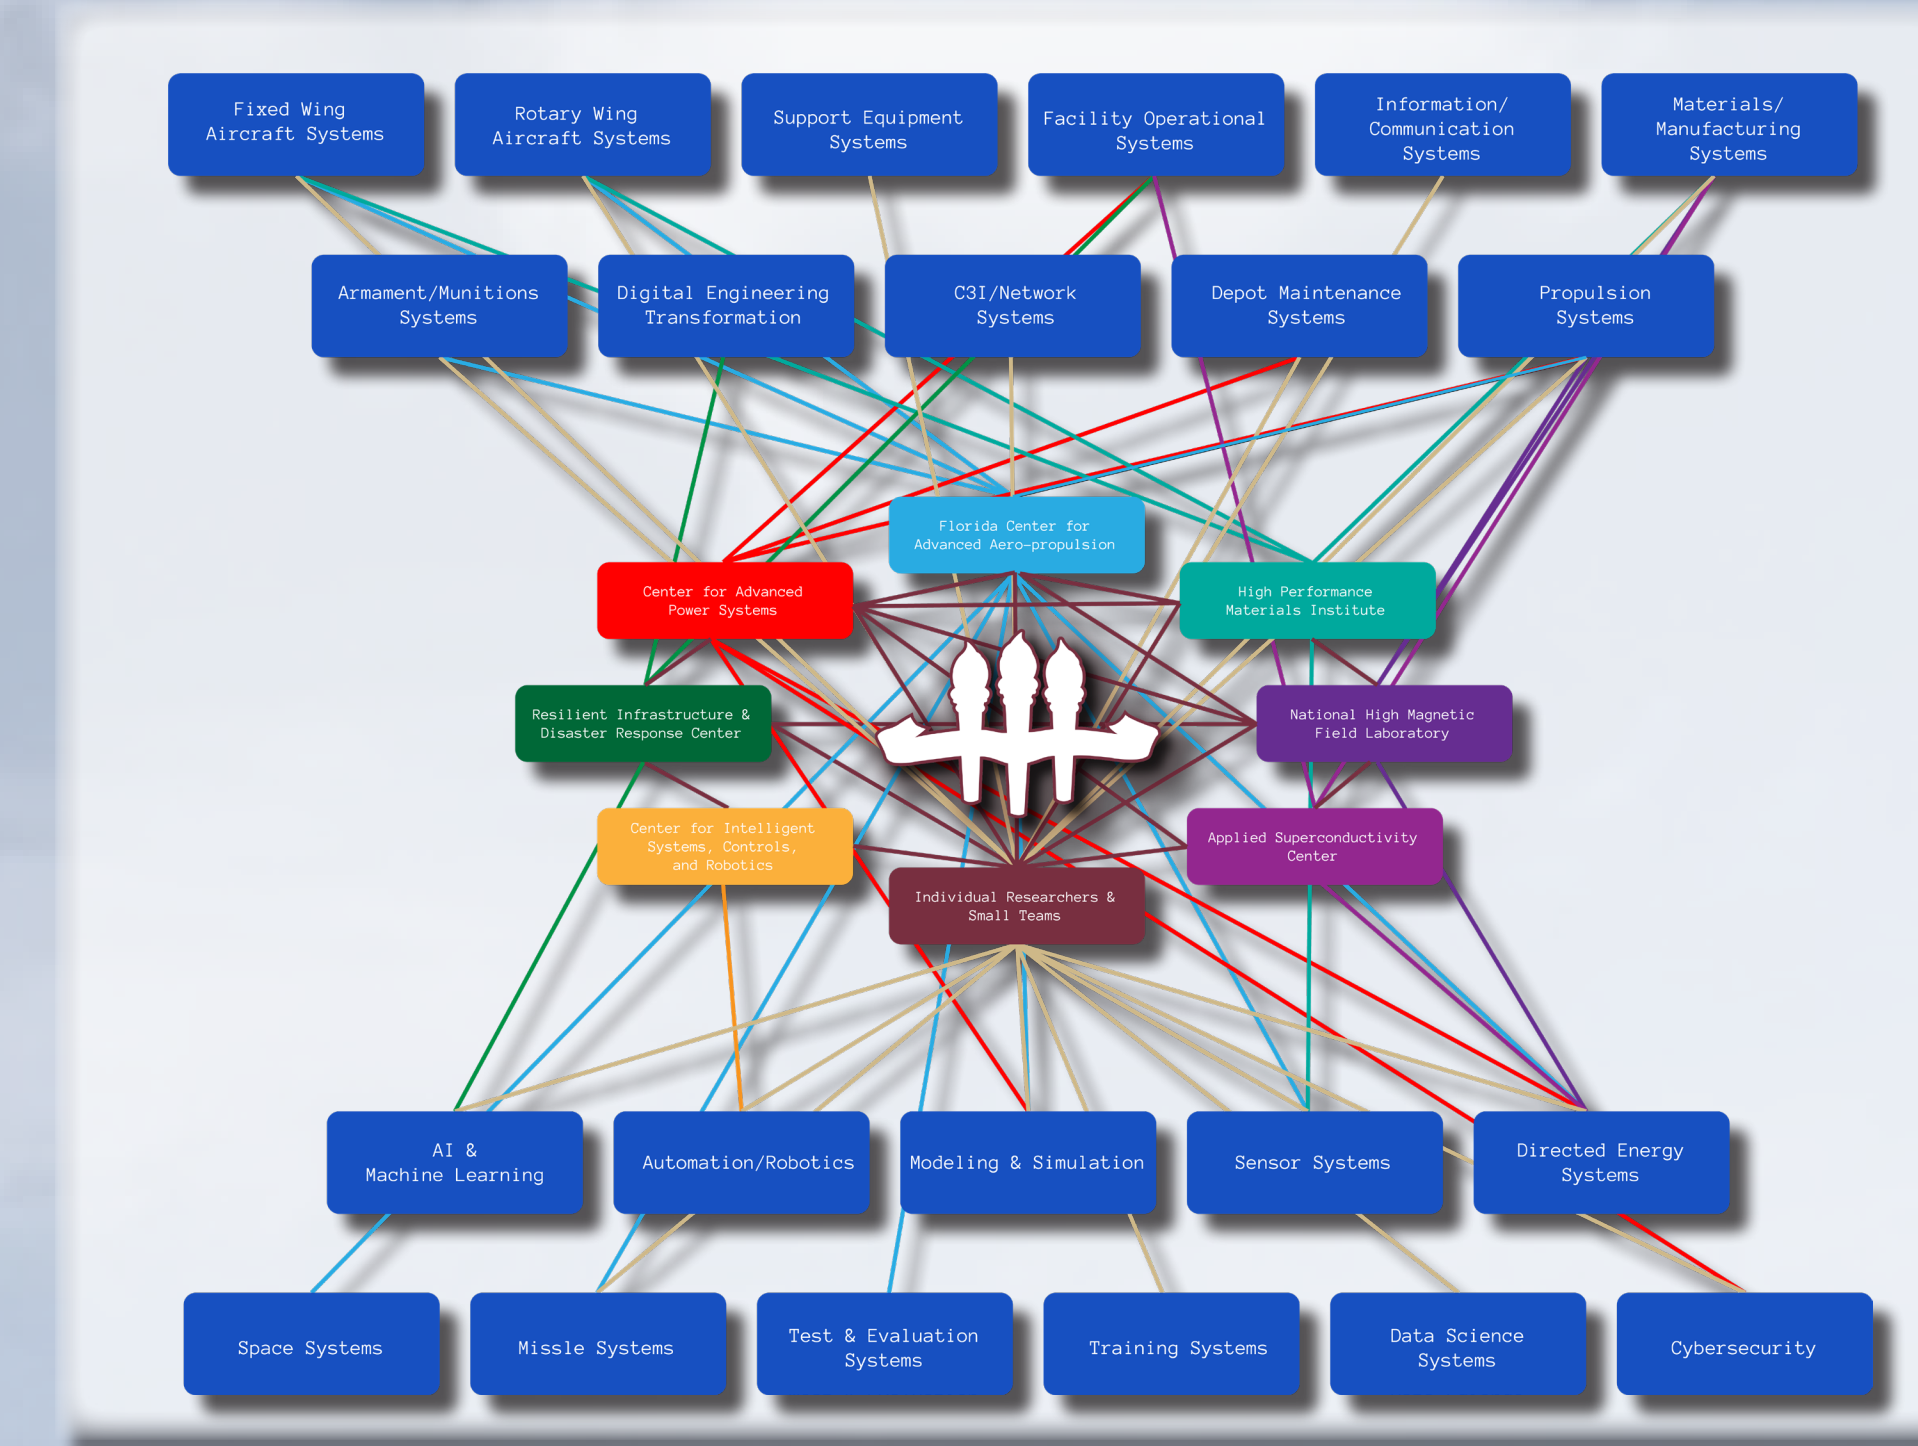 Fixed Wing
Aircraft Systems
Rotary Wing
Aircraft Systems
Support Equipment
Systems
Facility Operational
Systems
Information/
Communication
Systems
Materials/
Manufacturing
Systems
Armament/Munitions
Systems
Digital Engineering
Transformation
C3I/Network
Systems
Depot Maintenance
Systems
Propulsion
Systems
Florida Center for
Advanced Aero-propulsion
Center for Advanced
Power Systems
High Performance
Materials Institute
Resilient Infrastructure &
Disaster Response Center
National High Magnetic
Field Laboratory
Center for Intelligent
Systems, Controls,
and Robotics
Applied Superconductivity
Center
Individual Researchers &
Small Teams
AI &
Machine Learning
Automation/Robotics
Modeling & Simulation
Sensor Systems
Directed Energy
Systems
Space Systems
Missle Systems
Test & Evaluation
Systems
Training Systems
Data Science
Systems
Cybersecurity